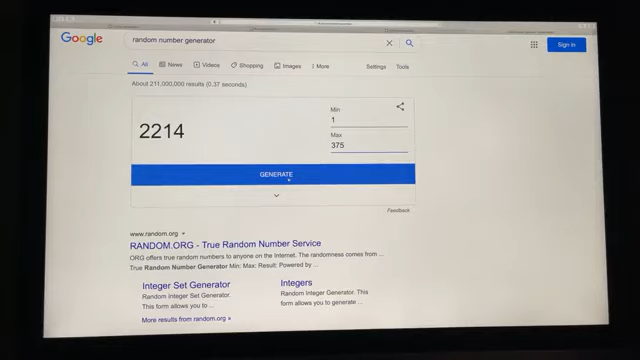 Google
random number generator
Sign in
All
News
Videos
Shopping
Images
More
Settings
Tools
About 211,000,000 results (0.37 seconds)
2214
Min
1
Max
375
GENERATE
Feedback
www.random.org
RANDOM.ORG - True Random Number Service
ORG offers true random numbers to anyone on the Internet. The randomness comes from ...
True Random Number Generator Min: Max: Result: Powered by ...
Integer Set Generator
Random Integer Set Generator.
This form allows you to ...
Integers
Random Integer Generator. This
form allows you to generate ...
More results from random.org »